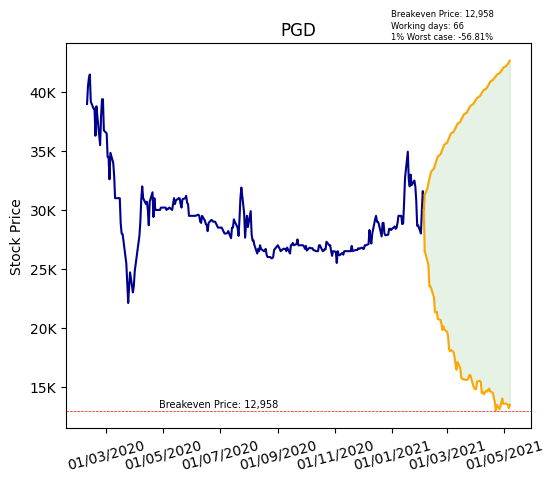 Breakeven Price: 12,958
Working days: 66
1% Worst case: -56.81%
PGD
Stock Price
40K
35K
30K
25K
20K
15K
Breakeven Price: 12,958
01/03/2020 01/05/2020 01/07/2020 01/09/2020 01/11/2020 01/01/2021 01/03/2021 01/05/2021